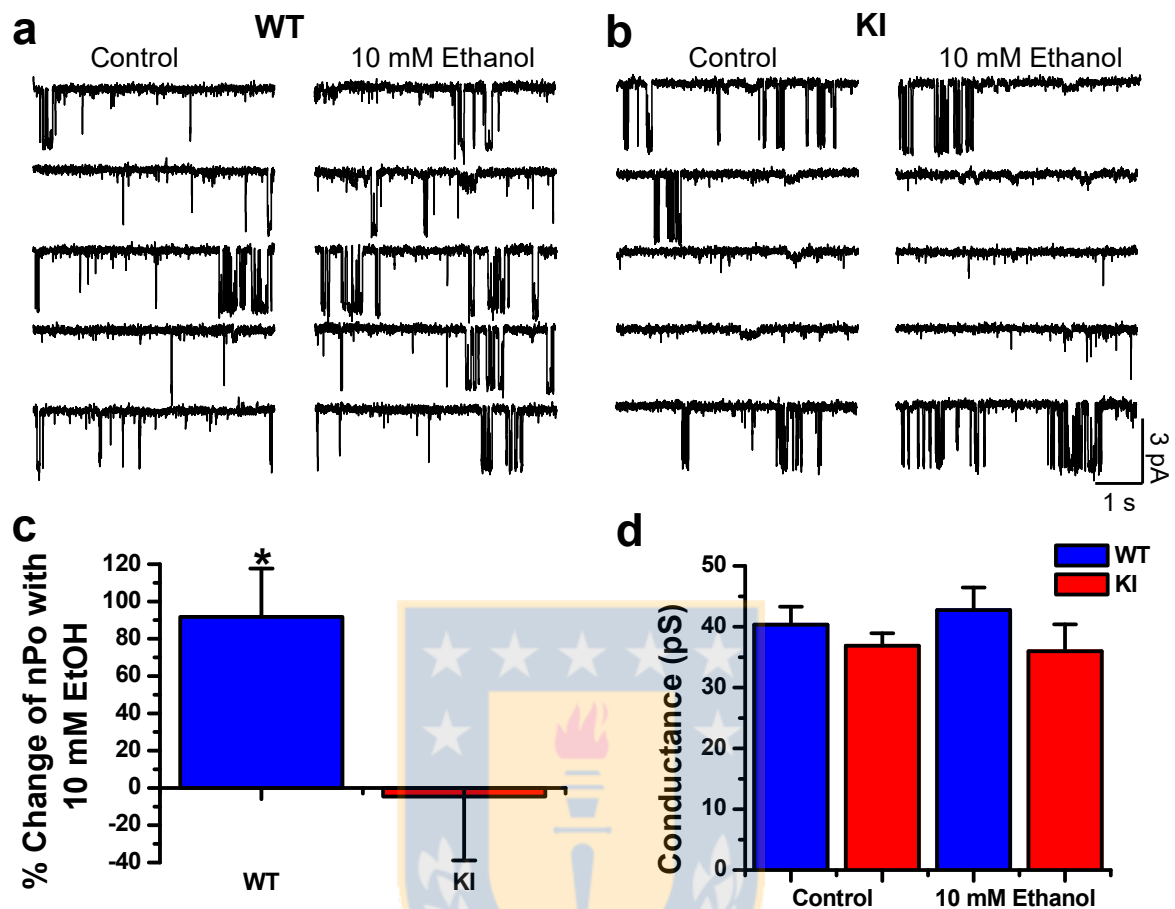 a WT
Control 10 mM Ethanol
b KI
Control 10 mM Ethanol
3 pA
1 s
c
% Change of nPo with
10 mM EtOH
120
100
80
60
40
20
0
-20
-40
*
WT KI
d
WT
KI
Conductance (pS)
50
40
30
20
10
0
Control 10 mM Ethanol